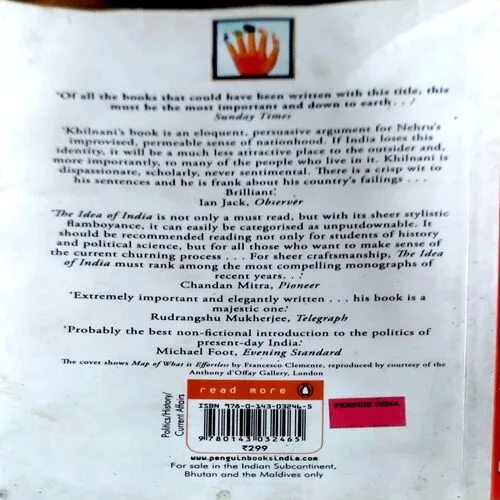 'Of all the books that could have been written with this title, this
must be the most important and down to earth. . .'
Sunday Times
'Khilnani's book is an eloquent, persuasive argument for Nehru's
improvised, permeable sense of nationhood. If India loses this
identity, it will be a much less attractive place to the outsider and,
more importantly, to many of the people who live in it. Khilnani is
dispassionate, scholarly, never sentimental. There is a crisp wit to
his sentences and he is frank about his country's failings . . .
Brilliant.'
Ian Jack, Observer
'The Idea of India is not only a must read, but with its sheer stylistic
flamboyance, it can easily be categorised as unputdownable. It
should be recommended reading not only for students of history
and political science, but for all those who want to make sense of
the current churning process . . . For sheer craftsmanship, The Idea
of India must rank among the most compelling monographs of
recent years. . .'
Chandan Mitra, Pioneer
'Extremely important and elegantly written . . . his book is a
majestic one.'
Rudrangshu Mukherjee, Telegraph
'Probably the best non-fictional introduction to the politics of
present-day India.'
Michael Foot, Evening Standard
The cover shows Map of What is Effortless by Francesco Clemente, reproduced by courtesy of the
Anthony d'Offay Gallery, London
read more
Politics/History/
Current Affairs
ISBN 978-0-143-03246-5
9 780143 032465
₹299
PENGUIN INDIA
www.penguinbooksindia.com
For sale in the Indian Subcontinent,
Bhutan and the Maldives only